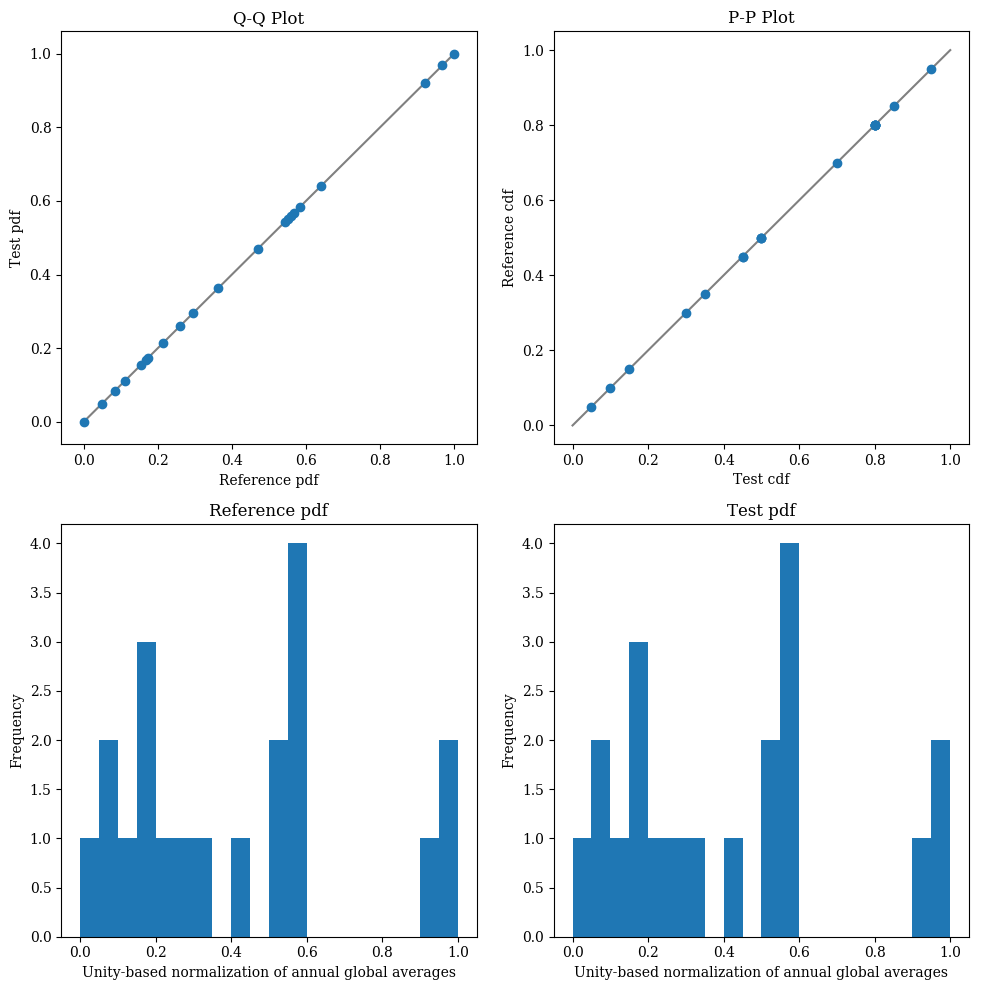 Q-Q Plot
1.0
0.8
0.6
0.4
0.2
0.0
Test pdf
0.0 0.2 0.4 0.6 0.8 1.0
Reference pdf
P-P Plot
1.0
0.8
0.6
0.4
0.2
0.0
Reference cdf
0.0 0.2 0.4 0.6 0.8 1.0
Test cdf
Reference pdf
4.0
3.5
3.0
2.5
2.0
1.5
1.0
0.5
0.0
Frequency
0.0 0.2 0.4 0.6 0.8 1.0
Unity-based normalization of annual global averages
Test pdf
4.0
3.5
3.0
2.5
2.0
1.5
1.0
0.5
0.0
Frequency
0.0 0.2 0.4 0.6 0.8 1.0
Unity-based normalization of annual global averages